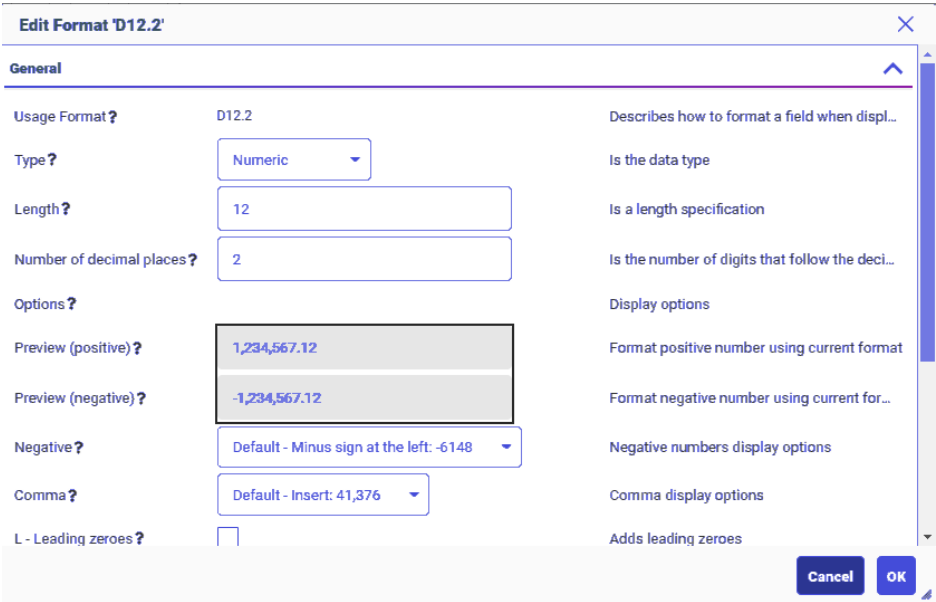 Edit Format 'D12.2'
General
Usage Format? D12.2 Describes how to format a field when displ...
Type? Numeric Is the data type
Length? 12 Is a length specification
Number of decimal places? 2 Is the number of digits that follow the deci...
Options? Display options
Preview (positive)? 1,234,567.12 Format positive number using current format
Preview (negative)? -1,234,567.12 Format negative number using current for...
Negative? Default - Minus sign at the left: -6148 Negative numbers display options
Comma? Default - Insert: 41,376 Comma display options
L - Leading zeroes? Adds leading zeroes
Cancel OK